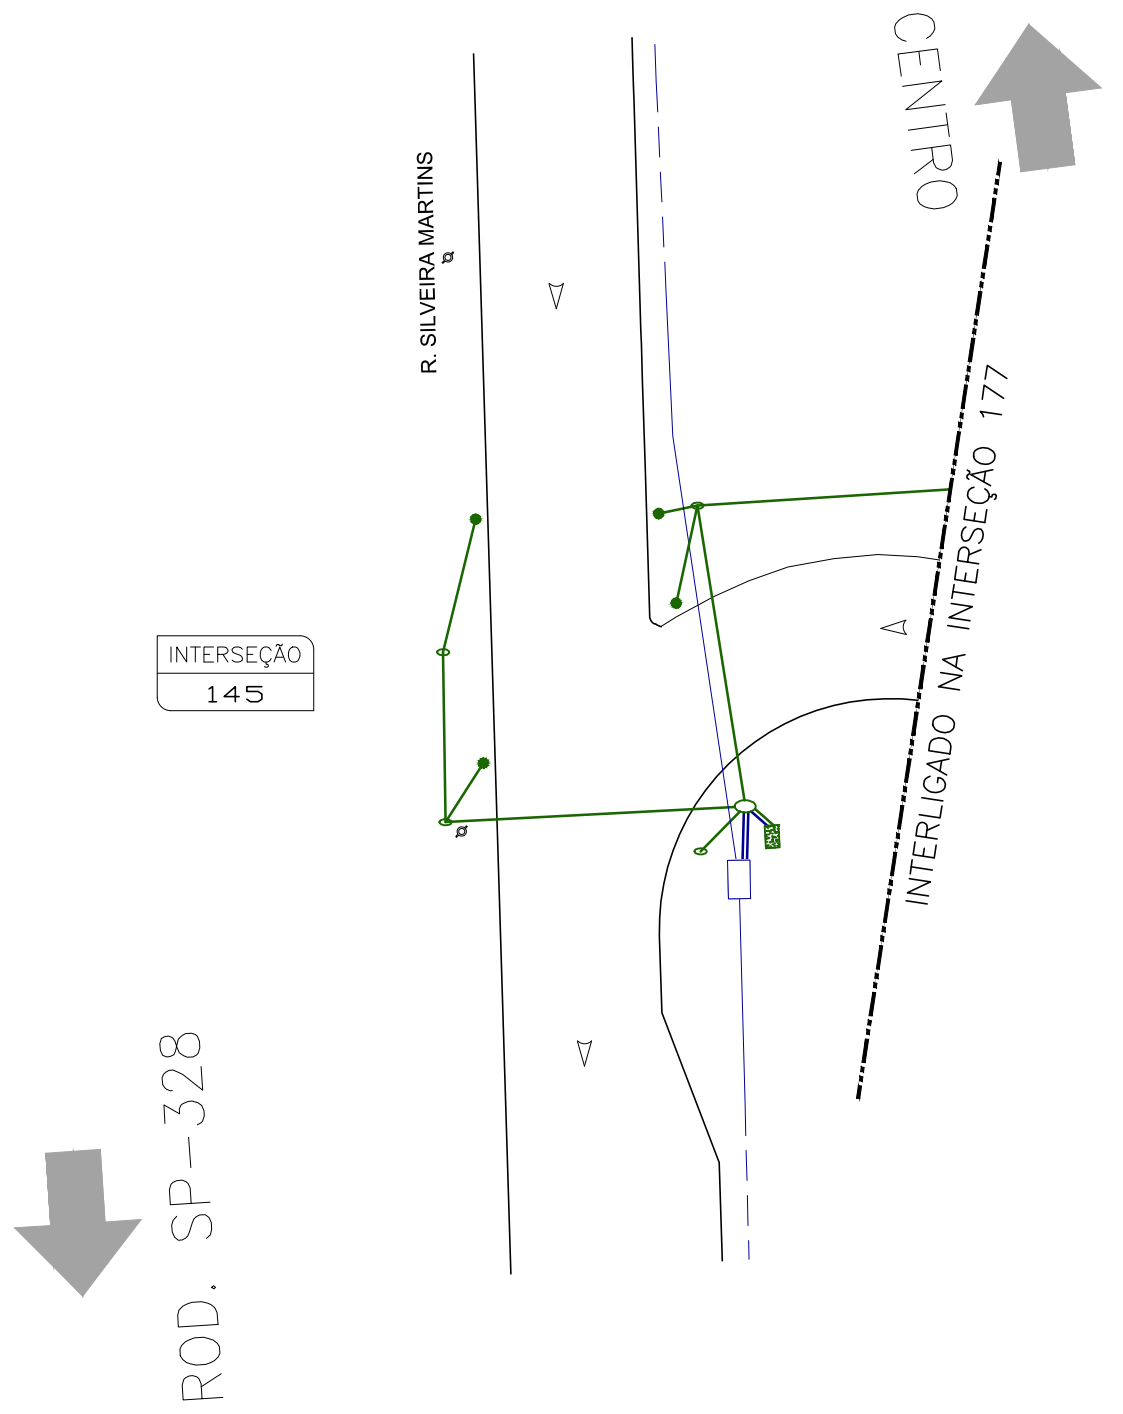 CENTRO
R. SILVEIRA MARTINS
INTERLIGADO NA INTERSEÇÃO 177
INTERSEÇÃO
145
ROD. SP-328